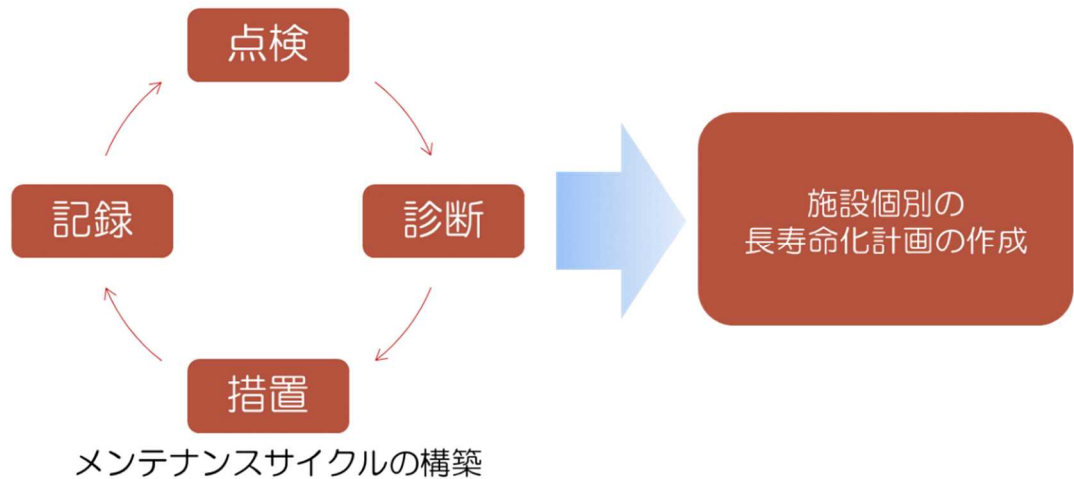 点検
診断
措置
記録
メンテナンスサイクルの構築
施設個別の
長寿命化計画の作成